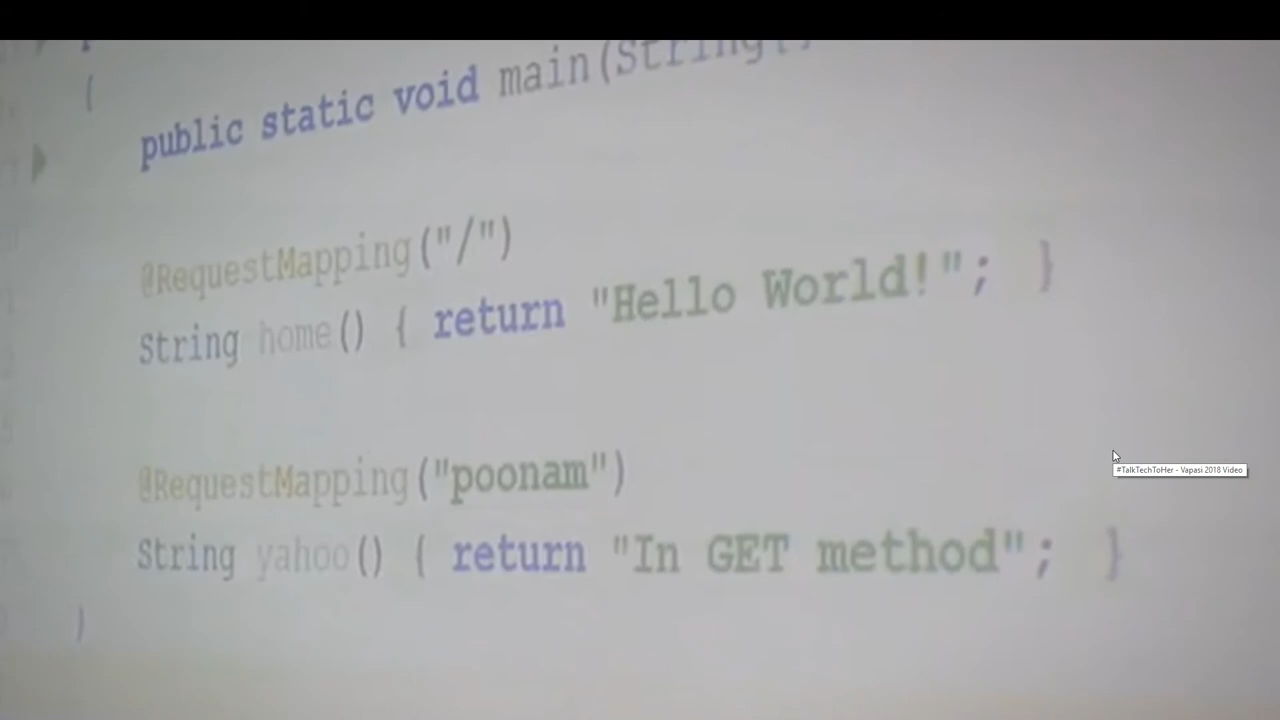 {
public static void main(String[]
@RequestMapping("/")
String home() { return "Hello World!"; }
@RequestMapping("poonam")
String yahoo() { return "In GET method"; }
}
#TalkTechToHer - Vapasi 2018 Video